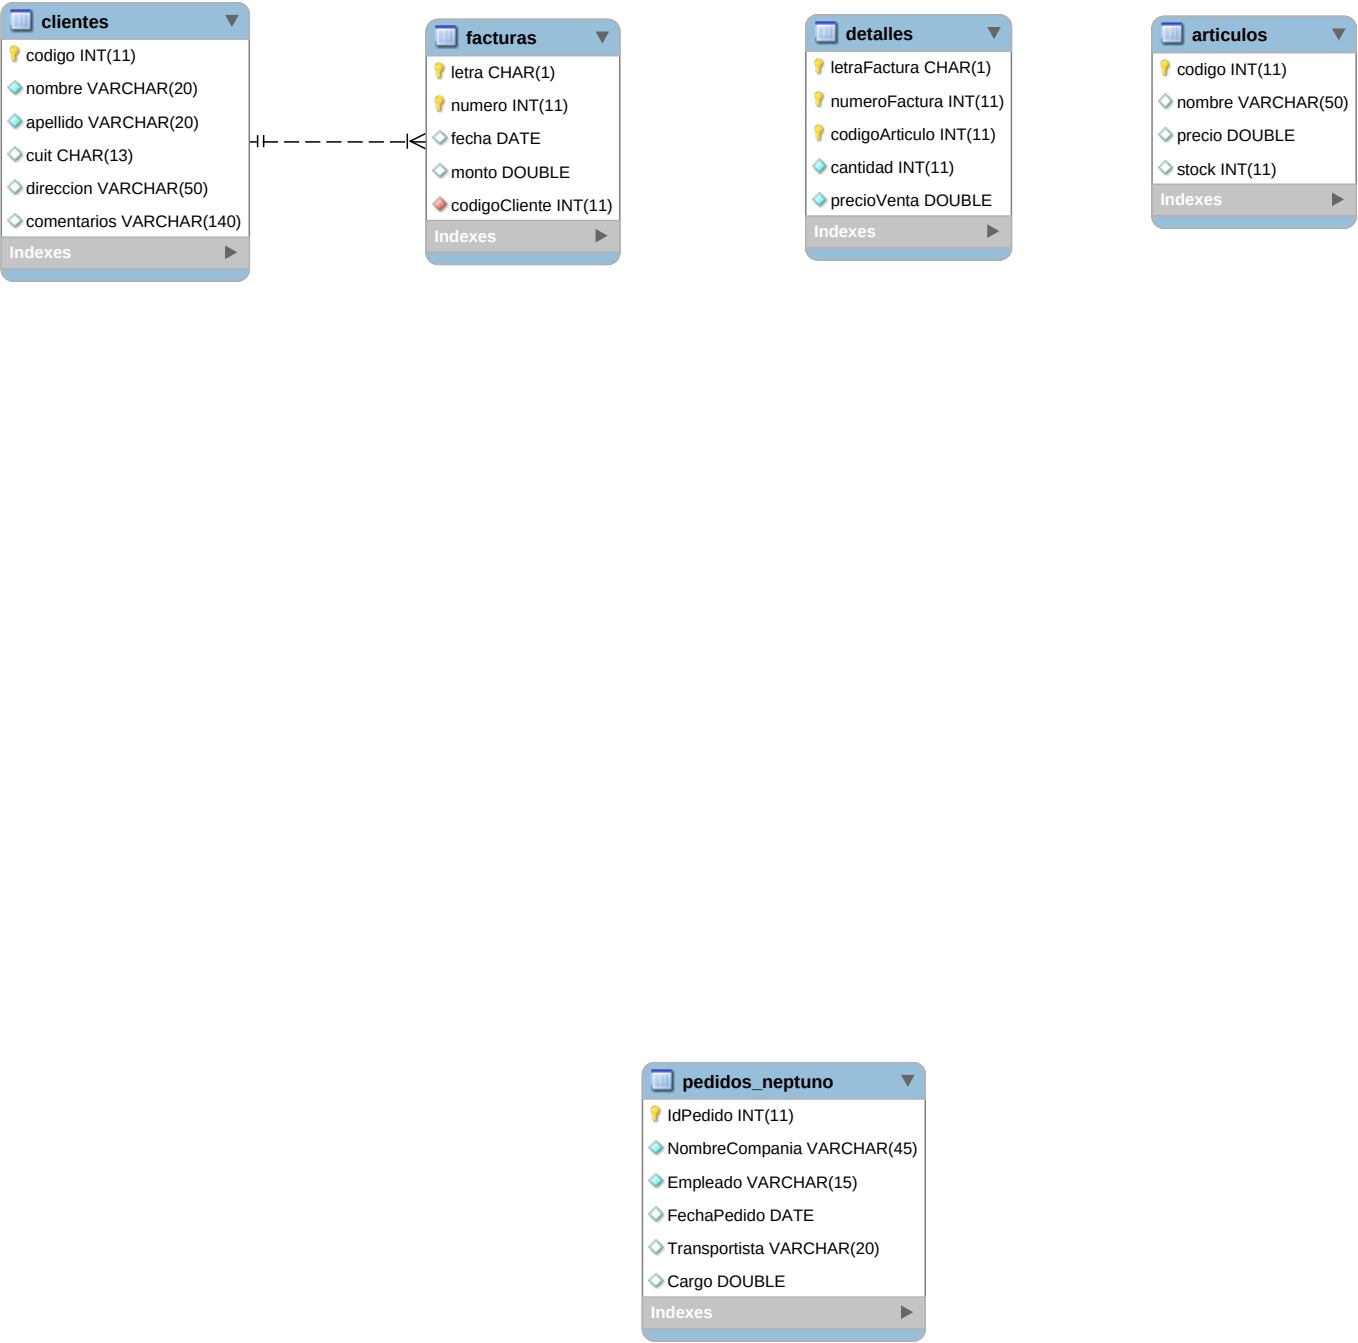 clientes
codigo INT(11)
nombre VARCHAR(20)
apellido VARCHAR(20)
cuit CHAR(13)
direccion VARCHAR(50)
comentarios VARCHAR(140)
Indexes
facturas
letra CHAR(1)
numero INT(11)
fecha DATE
monto DOUBLE
codigoCliente INT(11)
Indexes
detalles
letraFactura CHAR(1)
numeroFactura INT(11)
codigoArticulo INT(11)
cantidad INT(11)
precioVenta DOUBLE
Indexes
articulos
codigo INT(11)
nombre VARCHAR(50)
precio DOUBLE
stock INT(11)
Indexes
pedidos_neptuno
IdPedido INT(11)
NombreCompania VARCHAR(45)
Empleado VARCHAR(15)
FechaPedido DATE
Transportista VARCHAR(20)
Cargo DOUBLE
Indexes